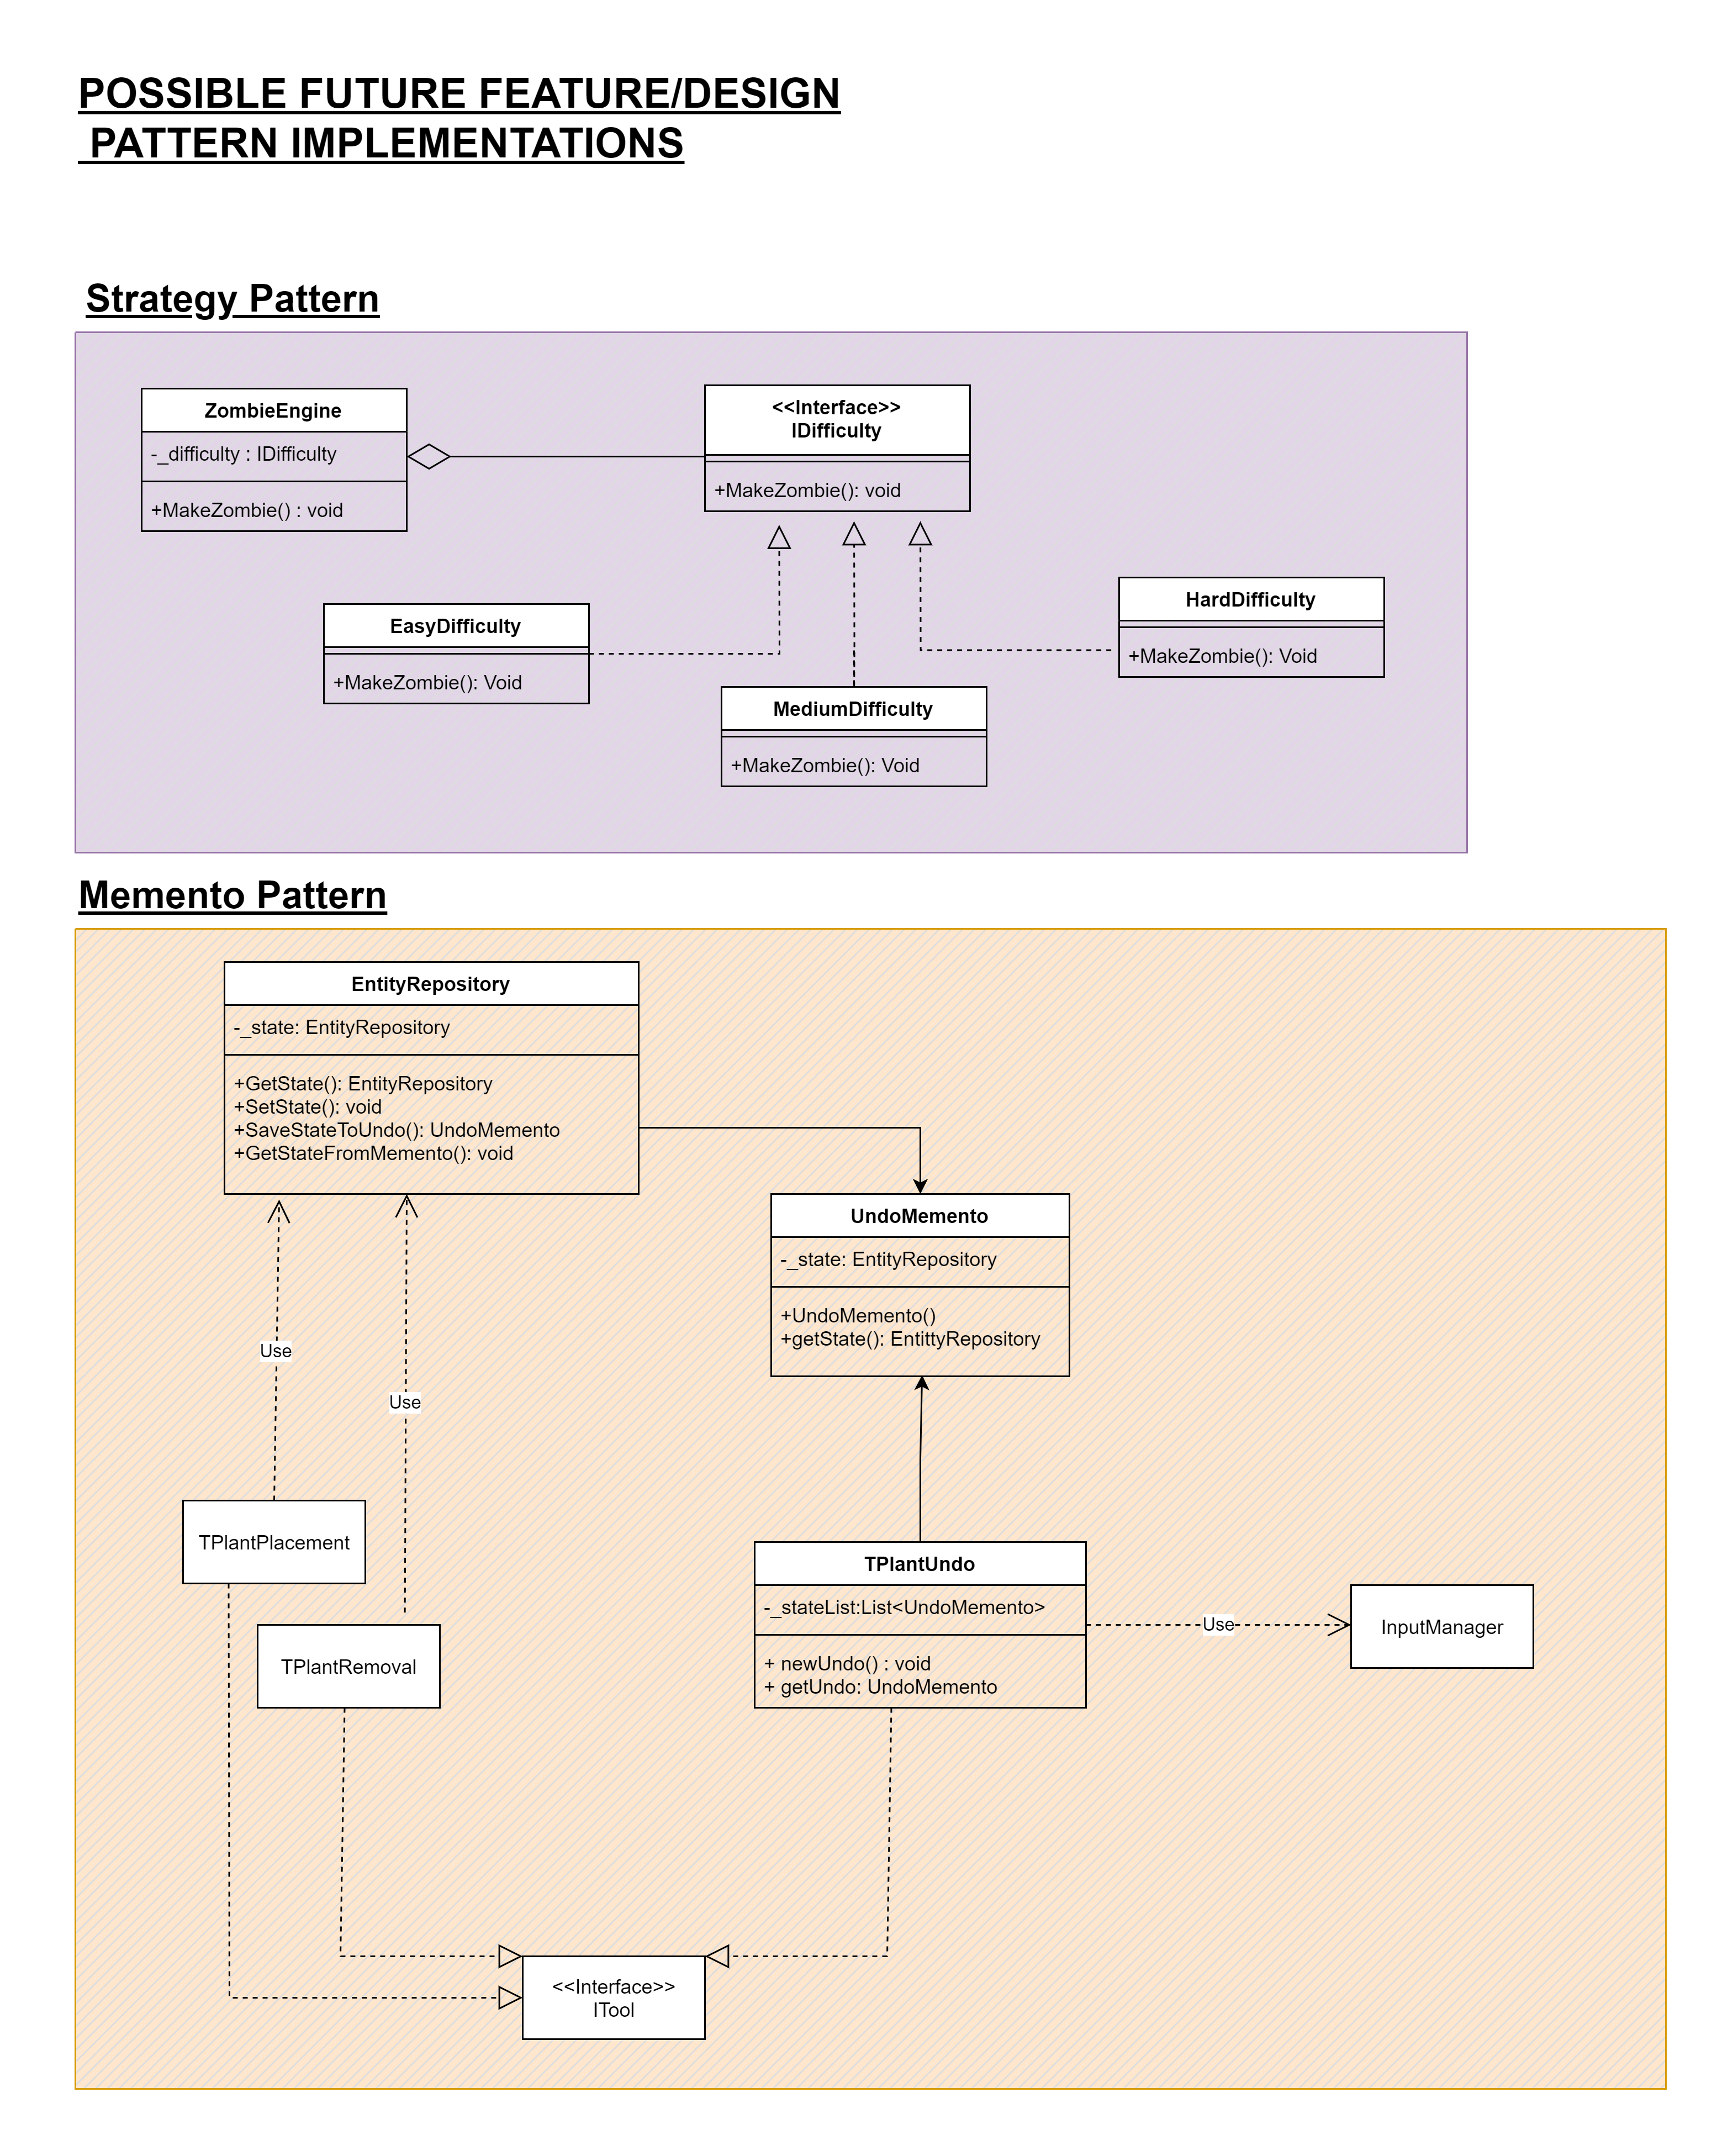 POSSIBLE FUTURE FEATURE/DESIGN
PATTERN IMPLEMENTATIONS
Strategy Pattern
ZombieEngine
-_difficulty : IDifficulty
+MakeZombie() : void
<<Interface>>
IDifficulty
+MakeZombie(): void
EasyDifficulty
+MakeZombie(): Void
MediumDifficulty
+MakeZombie(): Void
HardDifficulty
+MakeZombie(): Void
Memento Pattern
EntityRepository
-_state: EntityRepository
+GetState(): EntityRepository
+SetState(): void
+SaveStateToUndo(): UndoMemento
+GetStateFromMemento(): void
UndoMemento
-_state: EntityRepository
+UndoMemento()
+getState(): EntittyRepository
Use
Use
TPlantPlacement
TPlantRemoval
TPlantUndo
-_stateList:List<UndoMemento>
+ newUndo() : void
+ getUndo: UndoMemento
Use
InputManager
<<Interface>>
ITool